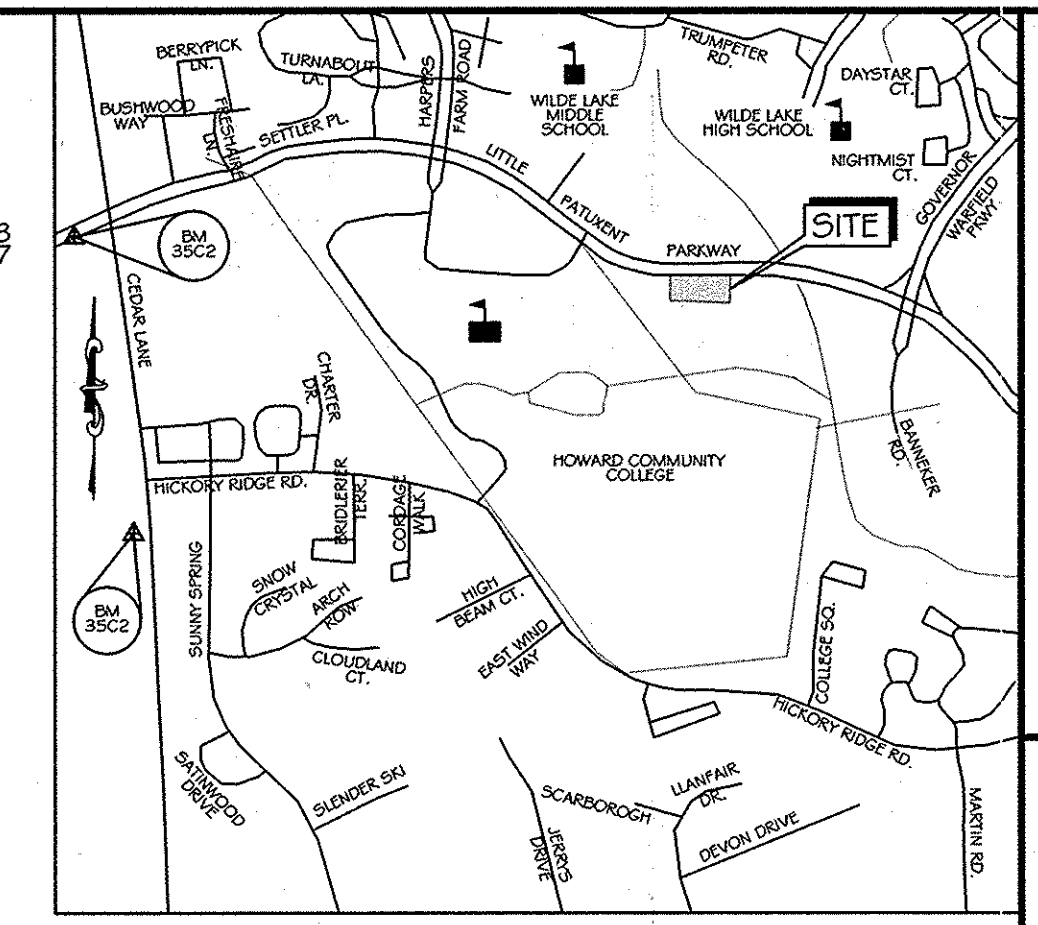 BERRYPICK
LN.
TURNABOUT
LA.
HARPERS
FARM ROAD
TRUMPETER
RD.
DAYSTAR
CT.
BUSHWOOD
WAY
FRESHAIRE
LN.
SETTLER PL.
WILDE LAKE
MIDDLE
SCHOOL
WILDE LAKE
HIGH SCHOOL
NIGHTMIST
CT.
GOVERNOR
WARFIELD
PKWY
LITTLE
PATUXENT
PARKWAY
SITE
3
7
BM
35C2
CEDAR LANE
CHARTER
DR.
HOWARD COMMUNITY
COLLEGE
BANNEKER
RD.
HICKORY RIDGE RD.
BRIDLERIER
TERR.
CORDAGE
WALK
BM
35C2
SUNNY SPRING
SNOW
CRYSTAL
ARCH
ROW
CLOUDLAND
CT.
HIGH
BEAM CT.
EAST WIND
WAY
COLLEGE SQ.
HICKORY RIDGE RD.
SATINWOOD
DRIVE
SLENDER SKI
JERRYS
DRIVE
SCARBOROGH
LLANFAIR
DR.
DEVON DRIVE
MARTIN RD.